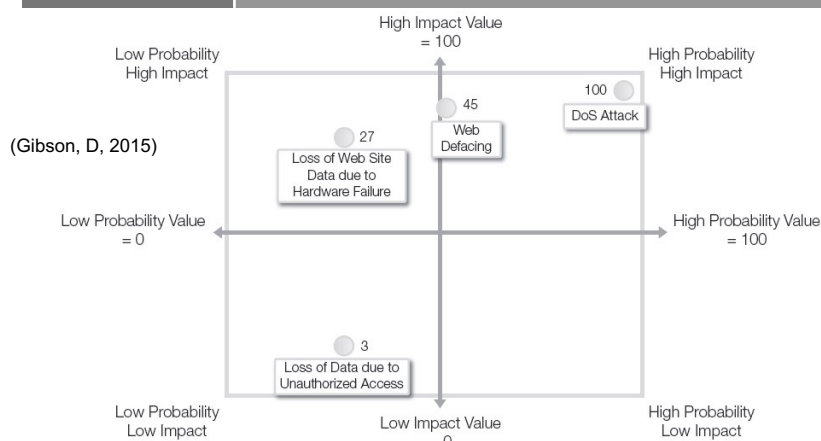 High Impact Value
= 100
Low Probability
High Impact
High Probability
High Impact
100
DoS Attack
45
Web
Defacing
(Gibson, D, 2015)
27
Loss of Web Site
Data due to
Hardware Failure
Low Probability Value
= 0
High Probability Value
= 100
3
Loss of Data due to
Unauthorized Access
Low Probability
Low Impact
Low Impact Value
High Probability
Low Impact